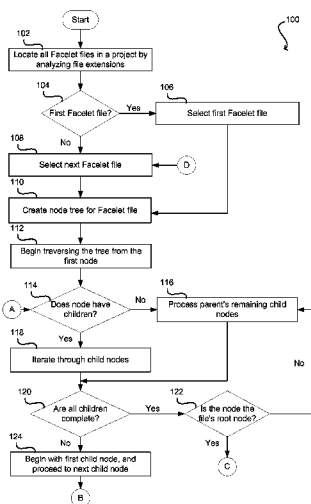 Start
100
102
Locate all Facelet files in a project by
analyzing file extensions
104
First Facelet file?
Yes
106
Select first Facelet file
No
108
Select next Facelet file
D
110
Create node tree for Facelet file
112
Begin traversing the tree from the
first node
A
114
Does node have
children?
No
116
Process parent's remaining child
nodes
Yes
118
Iterate through child nodes
No
120
Are all children
complete?
Yes
122
Is the node the
file's root node?
No
Yes
124
Begin with first child node, and
proceed to next child node
C
B